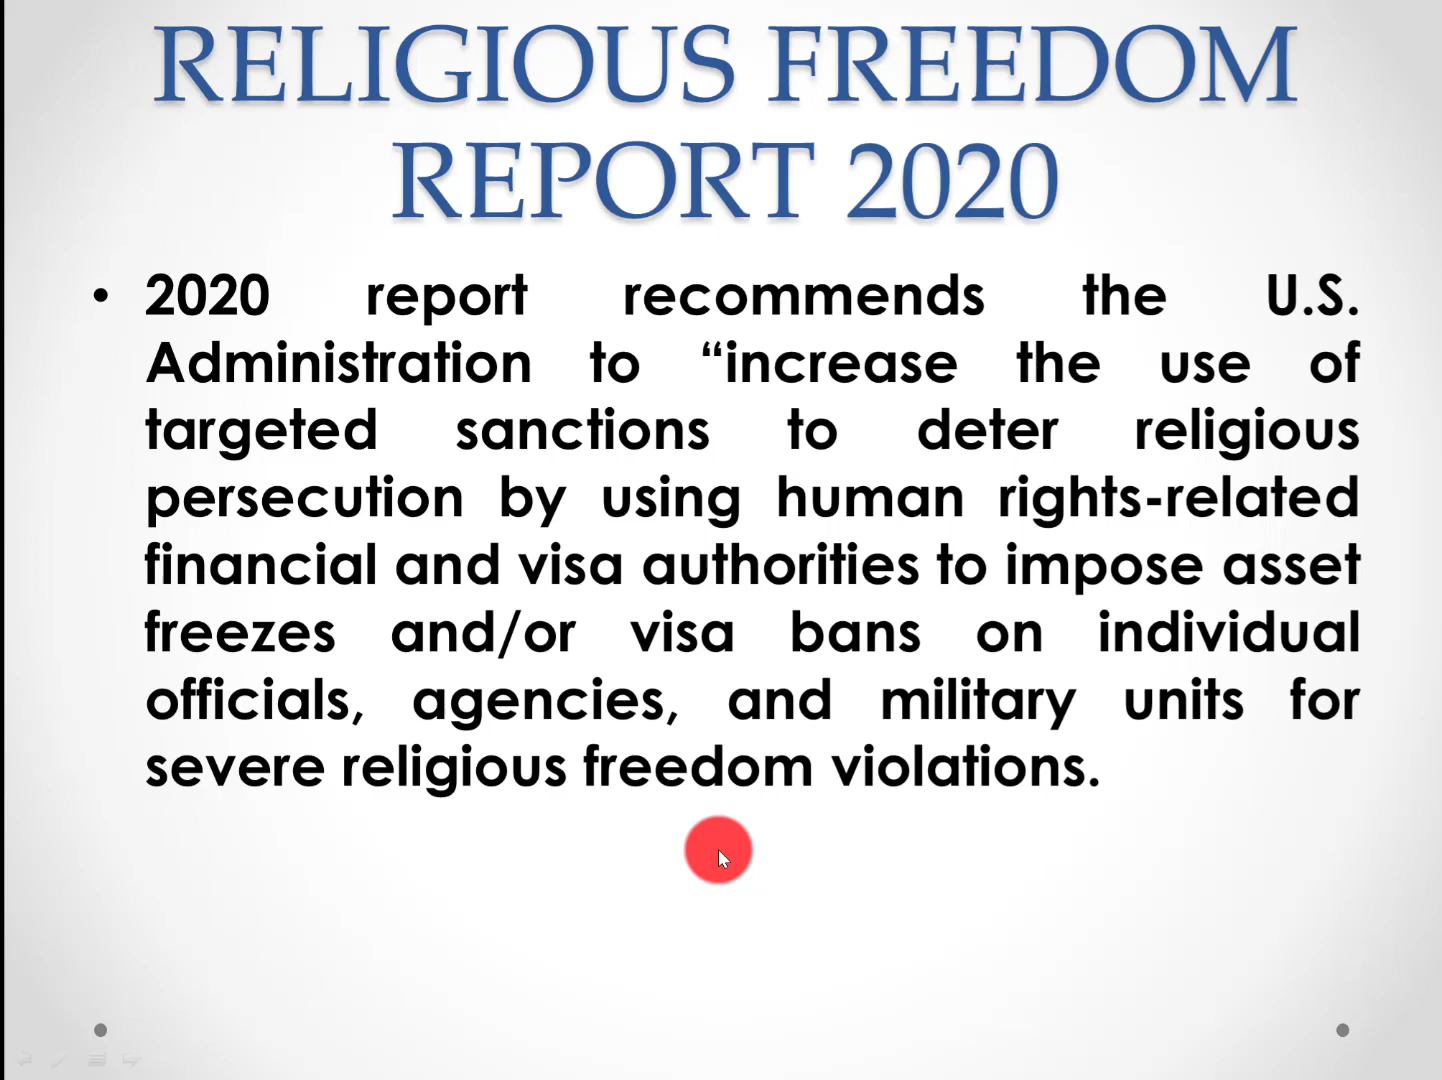 RELIGIOUS FREEDOM
REPORT 2020
• 2020 report recommends the U.S.
Administration to “increase the use of
targeted sanctions to deter religious
persecution by using human rights-related
financial and visa authorities to impose asset
freezes and/or visa bans on individual
officials, agencies, and military units for
severe religious freedom violations.